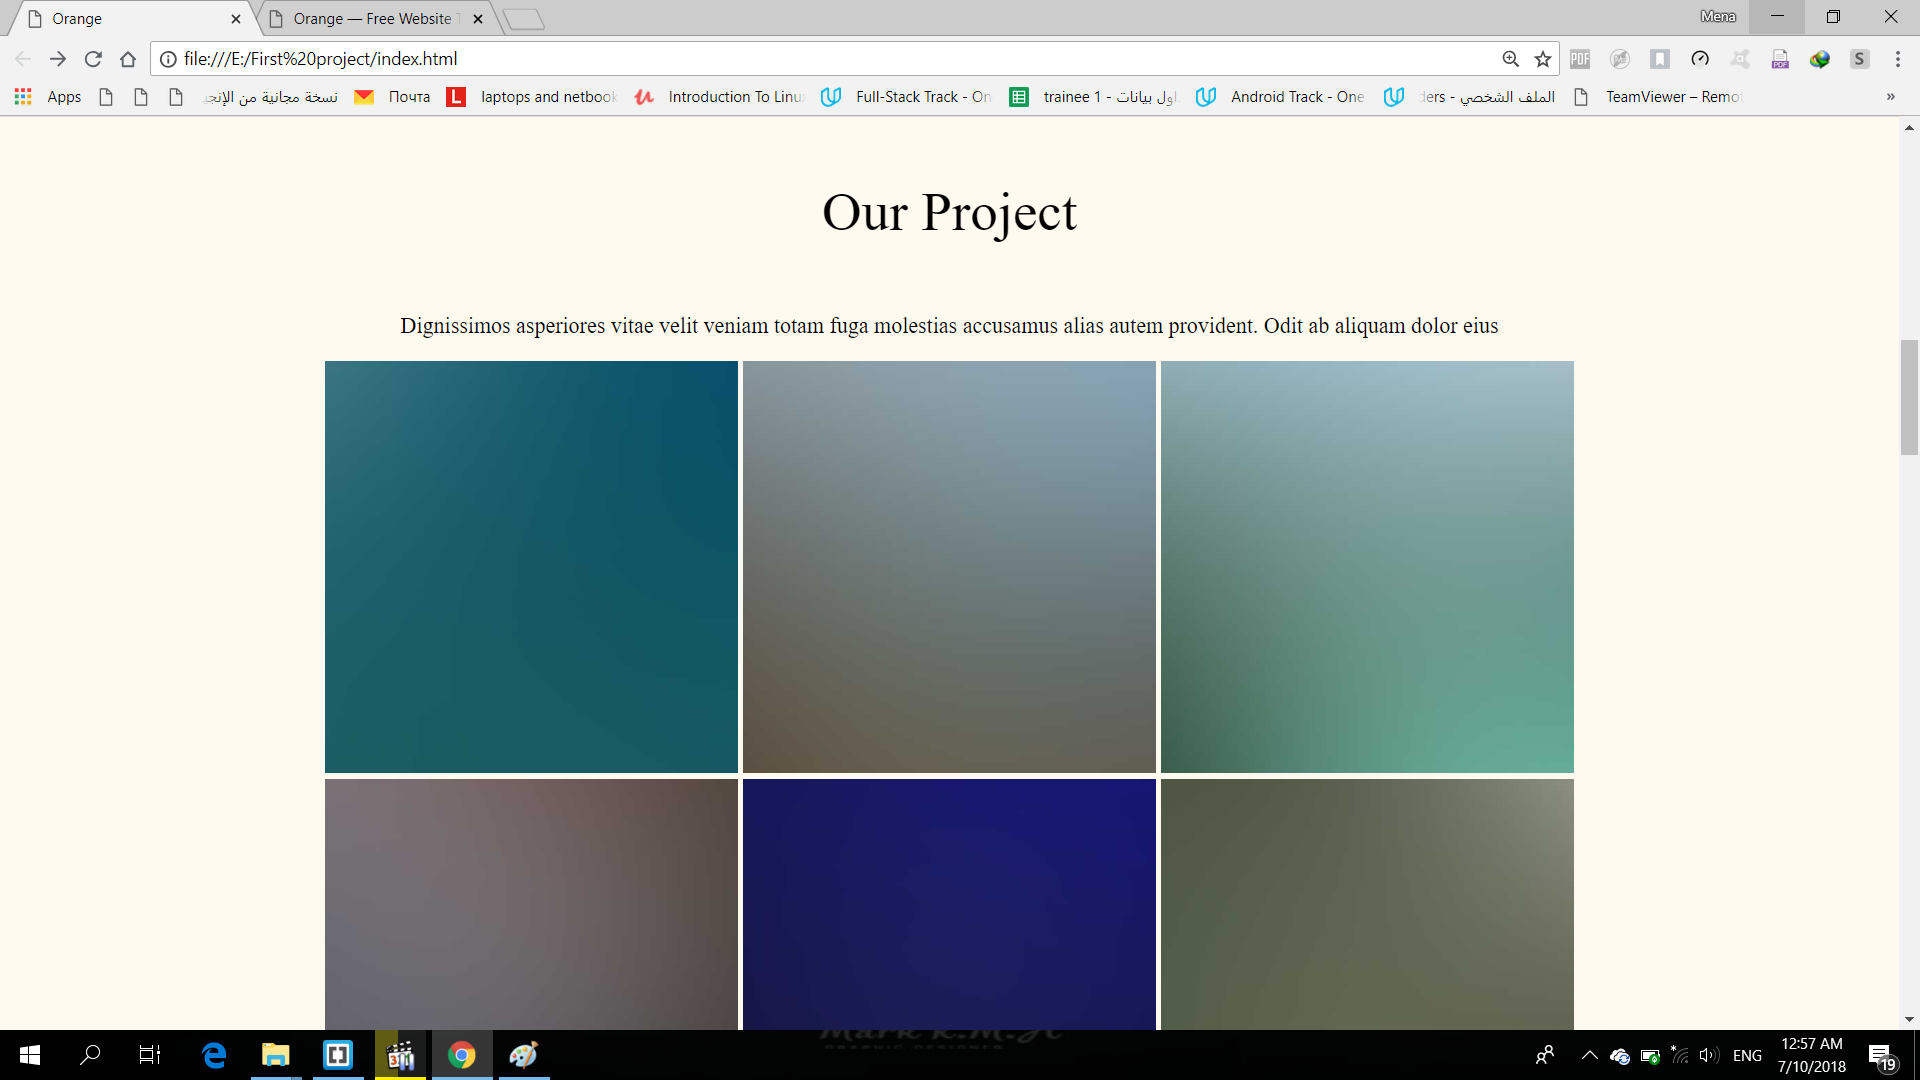 Orange
Orange — Free Website
Mena
file:///E:/First%20project/index.html
Apps
نسخة مجانية من الإنجي
Почта
laptops and netbook
Introduction To Linu
Full-Stack Track - On
trainee 1 - اول بيانات
Android Track - One
ders - الملف الشخصي
TeamViewer – Remo
Our Project
Dignissimos asperiores vitae velit veniam totam fuga molestias accusamus alias autem provident. Odit ab aliquam dolor eius
ENG
12:57 AM
7/10/2018
19